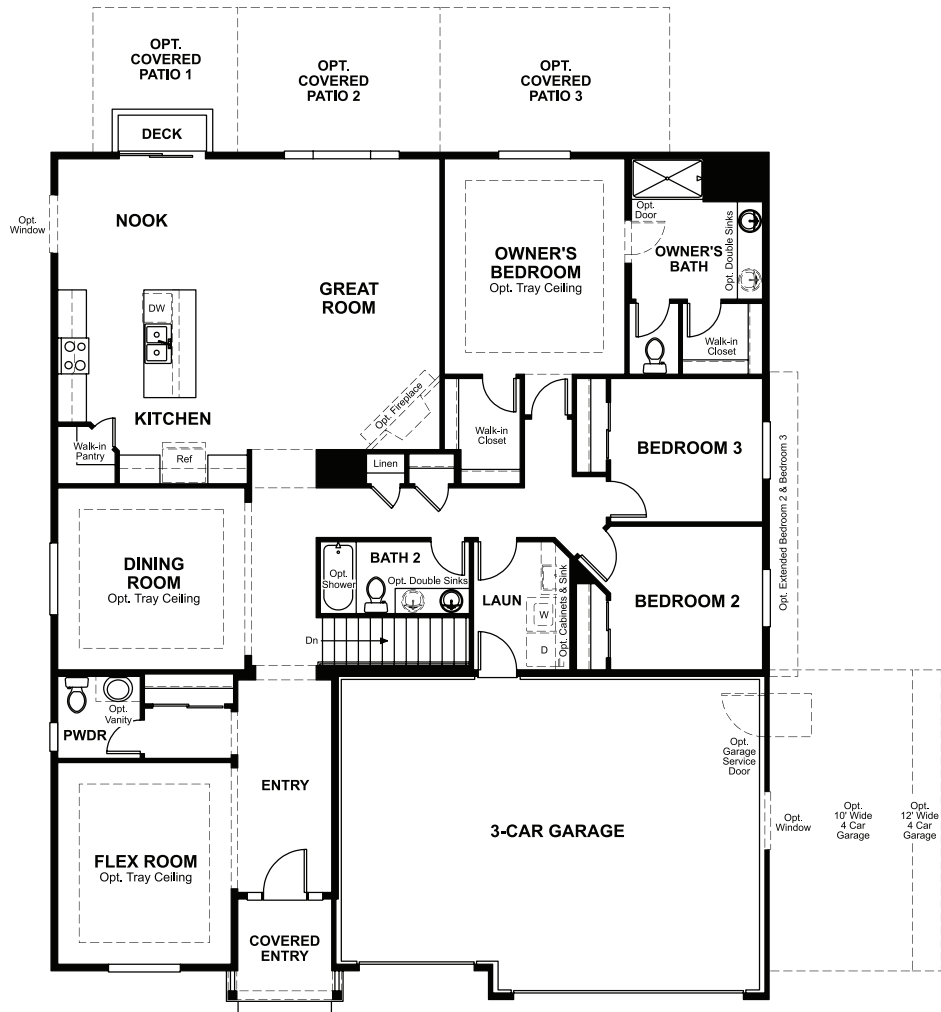 OPT.
COVERED
PATIO 1
OPT.
COVERED
PATIO 2
OPT.
COVERED
PATIO 3
DECK
Opt.
Window
NOOK
GREAT
ROOM
OWNER'S
BEDROOM
Opt. Tray Ceiling
Opt.
Door
OWNER'S
BATH
Opt. Double Sinks
DW
Walk-in
Closet
KITCHEN
Opt. Fireplace
Walk-in
Pantry
Ref
Linen
Walk-in
Closet
BEDROOM 3
Opt. Extended Bedroom 2 & Bedroom 3
DINING
ROOM
Opt. Tray Ceiling
BATH 2
Opt.
Shower
Opt. Double Sinks
LAUN
Opt. Cabinets & Sink
W
D
BEDROOM 2
Dn
Opt.
Vanity
PWDR
ENTRY
Opt.
Garage
Service
Door
3-CAR GARAGE
Opt.
Window
Opt.
10' Wide
4 Car
Garage
Opt.
12' Wide
4 Car
Garage
FLEX ROOM
Opt. Tray Ceiling
COVERED
ENTRY